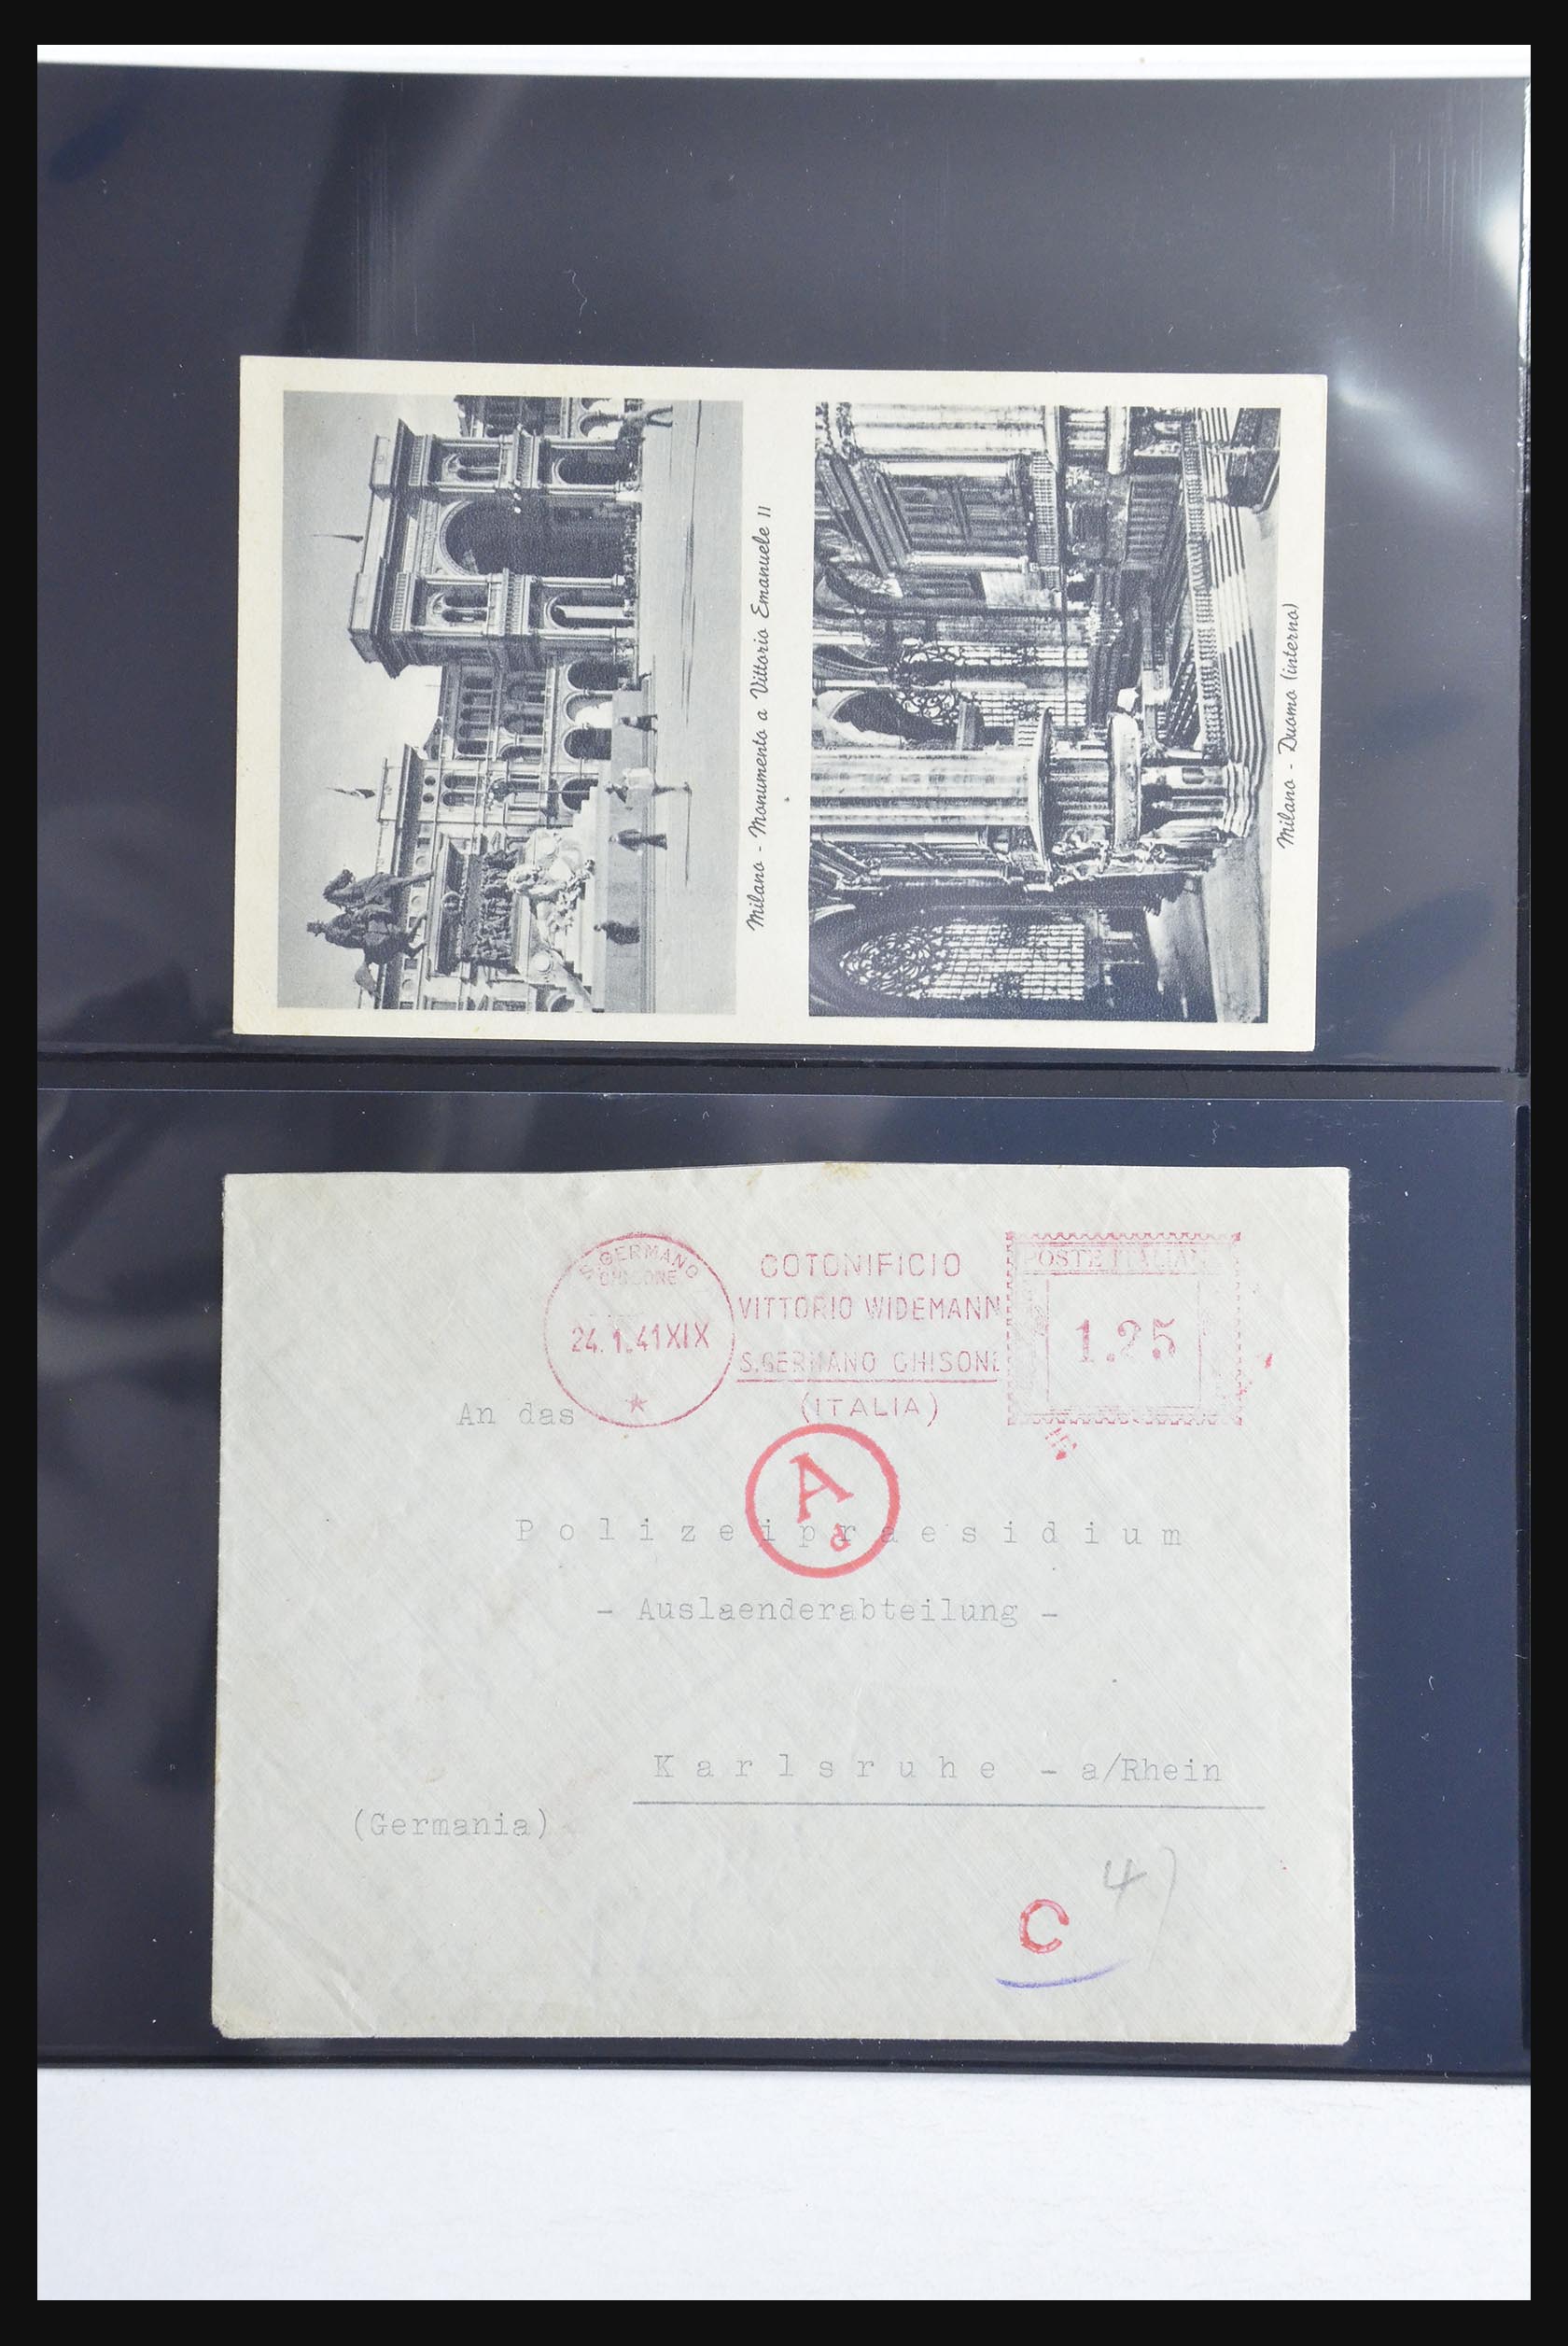 Milano - Monumento a Vittorio Emanuele II
Milano - Duomo (interno)
S. GERMANO
CHISONE
24.1.41 XIX
COTONIFICIO
VITTORIO WIDEMANN
S. GERMANO CHISONE
(ITALIA)
POSTE ITALIANE
1.25
An das
A
d
Polizeipraesidium
- Auslaenderabteilung -
Karlsruhe - a/Rhein
(Germania)
4)
C